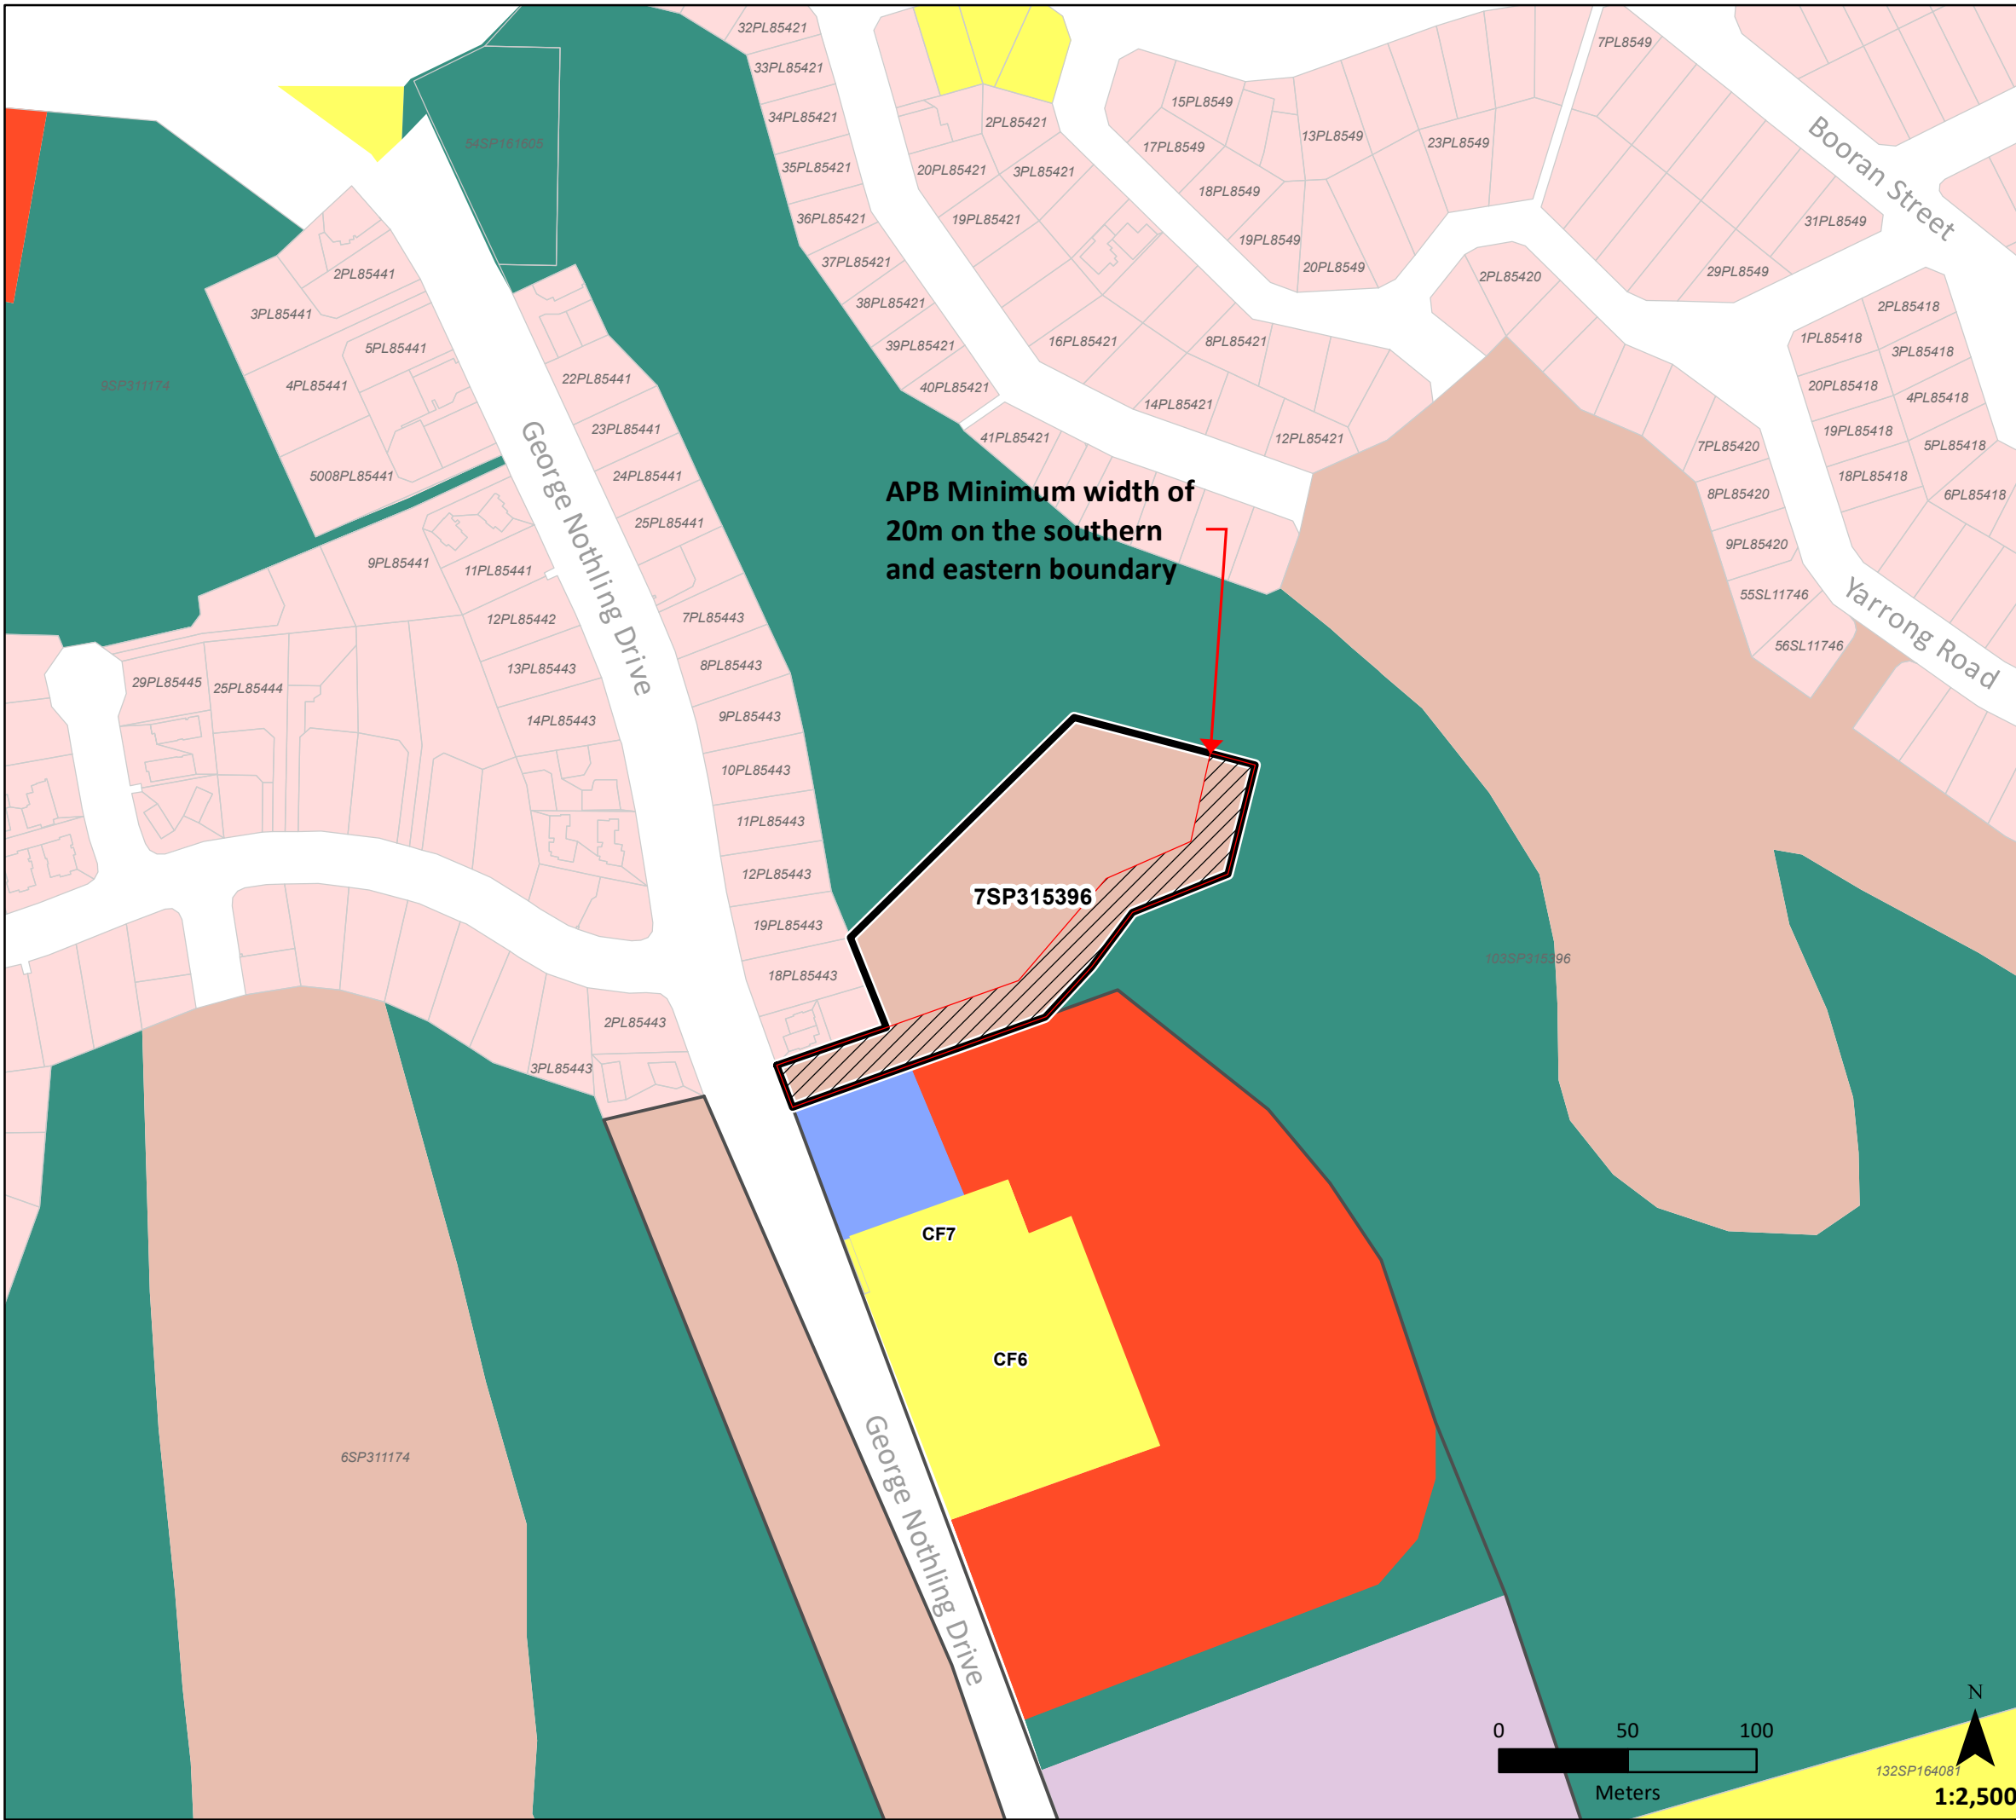 32PL85421
33PL85421
34PL85421
35PL85421
36PL85421
37PL85421
38PL85421
39PL85421
40PL85421
41PL85421
2PL85421
20PL85421
3PL85421
19PL85421
16PL85421
8PL85421
14PL85421
12PL85421
15PL8549
17PL8549
13PL8549
18PL8549
19PL8549
20PL8549
23PL8549
7PL8549
31PL8549
29PL8549
Booran Street
2PL85420
7PL85420
8PL85420
9PL85420
55SL11746
56SL11746
Yarrong Road
2PL85418
1PL85418
3PL85418
20PL85418
4PL85418
19PL85418
5PL85418
18PL85418
6PL85418
54SP161605
9SP311174
2PL85441
3PL85441
5PL85441
4PL85441
5008PL85441
22PL85441
23PL85441
24PL85441
25PL85441
George Nothling Drive
9PL85441
11PL85441
12PL85442
13PL85443
14PL85443
29PL85445
25PL85444
7PL85443
8PL85443
9PL85443
10PL85443
11PL85443
12PL85443
19PL85443
18PL85443
2PL85443
3PL85443
APB Minimum width of
20m on the southern
and eastern boundary
7SP315396
103SP315396
CF7
CF6
6SP311174
George Nothling Drive
0 50 100
Meters
N
132SP164081
1:2,500